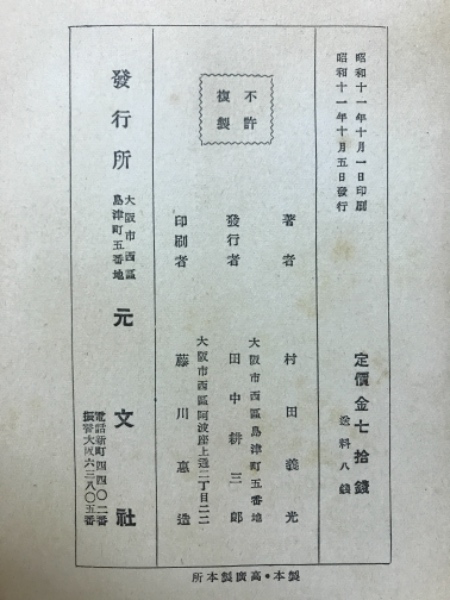 昭和十一年十月一日印刷
昭和十一年十月五日發行
定價金七拾錢
送料八錢
不許
複製
著者
村田義光
發行者
大阪市西區島津町五番地
田中耕三郎
印刷者
大阪市西區阿波座上通二丁目二二
藤川惠造
發行所
大阪市西區
島津町五番地
元文社
電話新町四四〇二番
振替大阪六三八〇五番
製本・高廣製本所